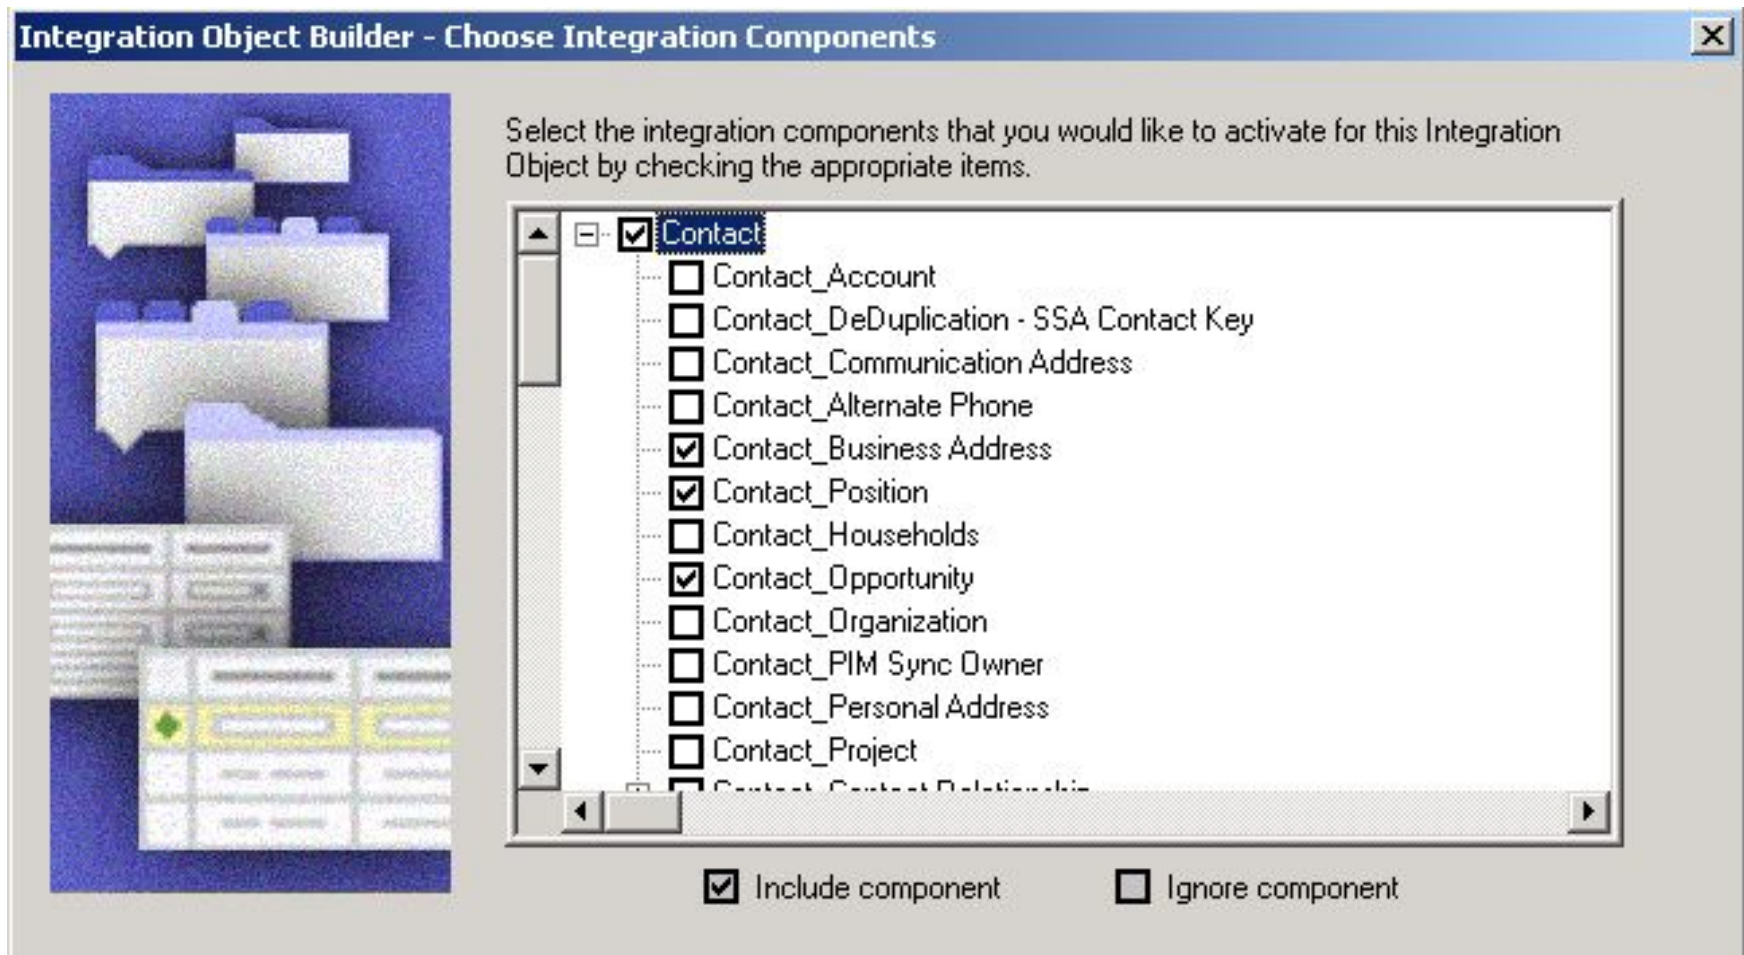 Integration Object Builder - Choose Integration Components
Select the integration components that you would like to activate for this Integration
Object by checking the appropriate items.
Contact
Contact_Account
Contact_DeDuplication - SSA Contact Key
Contact_Communication Address
Contact_Alternate Phone
Contact_Business Address
Contact_Position
Contact_Households
Contact_Opportunity
Contact_Organization
Contact_PIM Sync Owner
Contact_Personal Address
Contact_Project
Contact_Contact Relationship
Include component
Ignore component